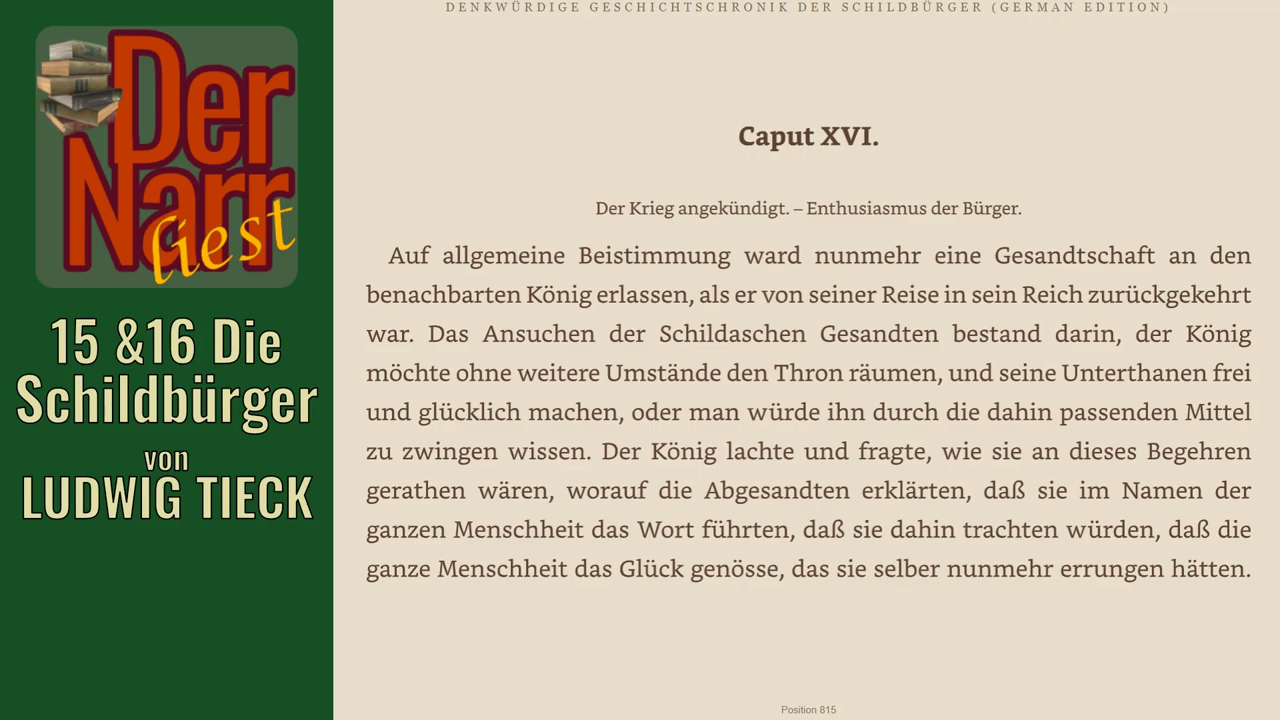 Der
Narr
liest
15 &16 Die
Schildbürger
von
LUDWIG TIECK
DENKWÜRDIGE GESCHICHTSCHRONIK DER SCHILDBÜRGER (GERMAN EDITION)
Caput XVI.
Der Krieg angekündigt. – Enthusiasmus der Bürger.
Auf allgemeine Beistimmung ward nunmehr eine Gesandtschaft an den
benachbarten König erlassen, als er von seiner Reise in sein Reich zurückgekehrt
war. Das Ansuchen der Schildaschen Gesandten bestand darin, der König
möchte ohne weitere Umstände den Thron räumen, und seine Unterthanen frei
und glücklich machen, oder man würde ihn durch die dahin passenden Mittel
zu zwingen wissen. Der König lachte und fragte, wie sie an dieses Begehren
gerathen wären, worauf die Abgesandten erklärten, daß sie im Namen der
ganzen Menschheit das Wort führten, daß sie dahin trachten würden, daß die
ganze Menschheit das Glück genösse, das sie selber nunmehr errungen hätten.
Position 815